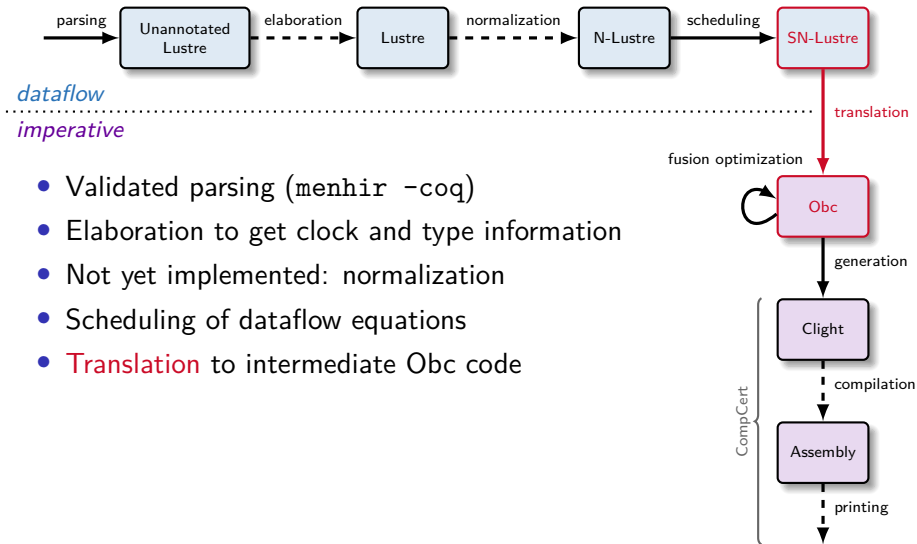 parsing
Unannotated
Lustre
elaboration
Lustre
normalization
N-Lustre
scheduling
SN-Lustre
dataflow
imperative
translation
fusion optimization
Obc
generation
Clight
compilation
Assembly
printing
CompCert
• Validated parsing (menhir -coq)
• Elaboration to get clock and type information
• Not yet implemented: normalization
• Scheduling of dataflow equations
• Translation to intermediate Obc code